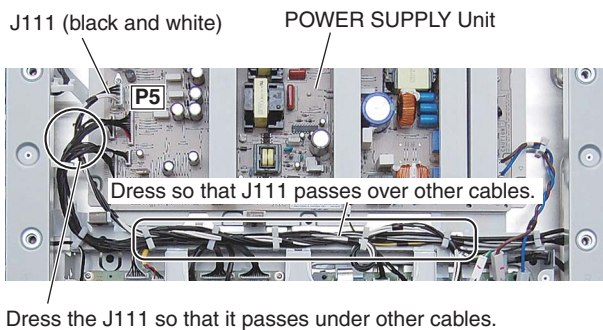 J111 (black and white)
POWER SUPPLY Unit
P5
Dress so that J111 passes over other cables.
Dress the J111 so that it passes under other cables.